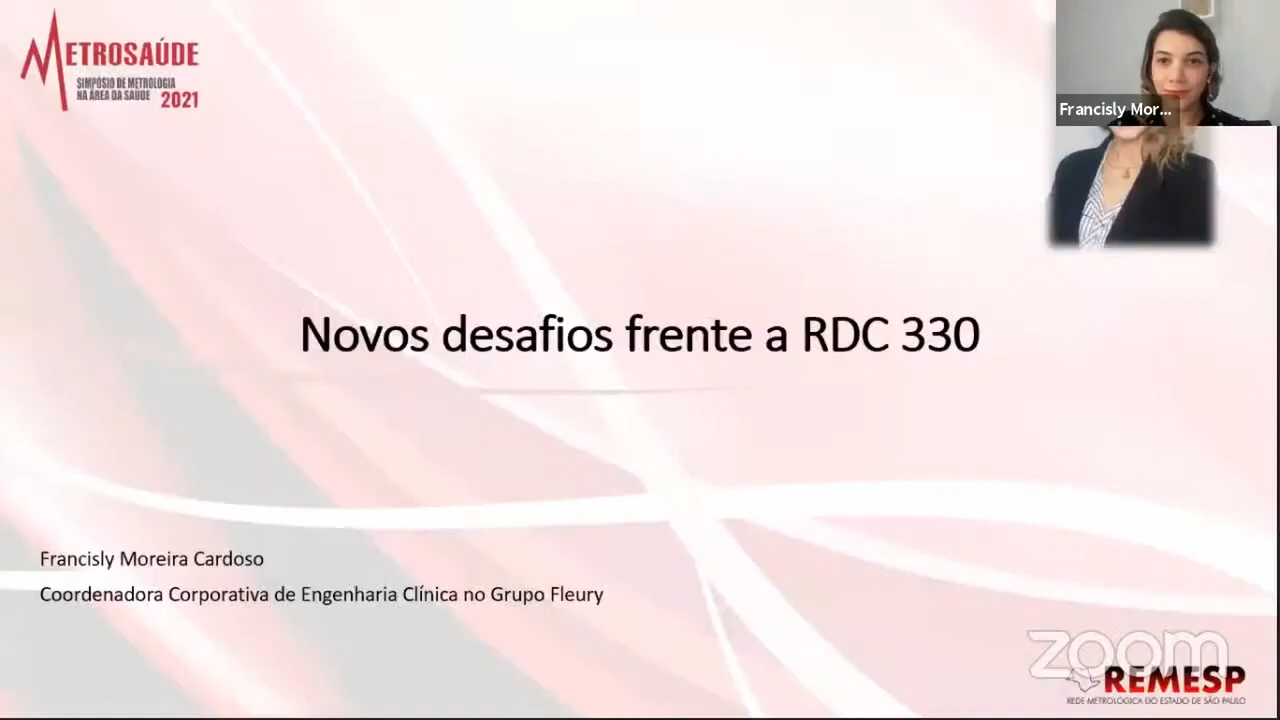 METROSAÚDE
SIMPÓSIO DE METROLOGIA
NA ÁREA DA SAÚDE 2021
Francisly Mor...
Novos desafios frente a RDC 330
Francisly Moreira Cardoso
Coordenadora Corporativa de Engenharia Clínica no Grupo Fleury
zoom
REMESP
REDE METROLÓGICA DO ESTADO DE SÃO PAULO